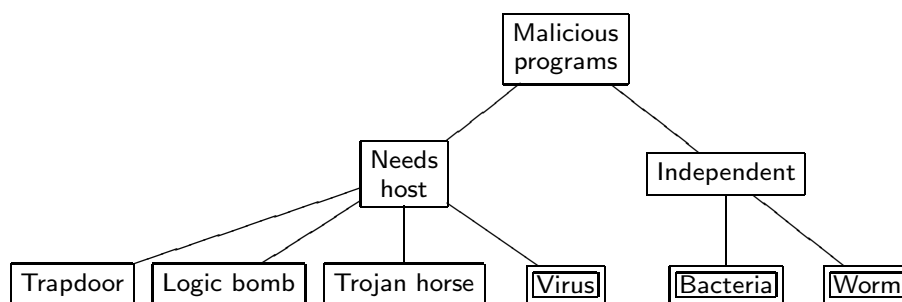 Malicious
programs
Needs
host
Independent
Trapdoor
Logic bomb
Trojan horse
Virus
Bacteria
Worm